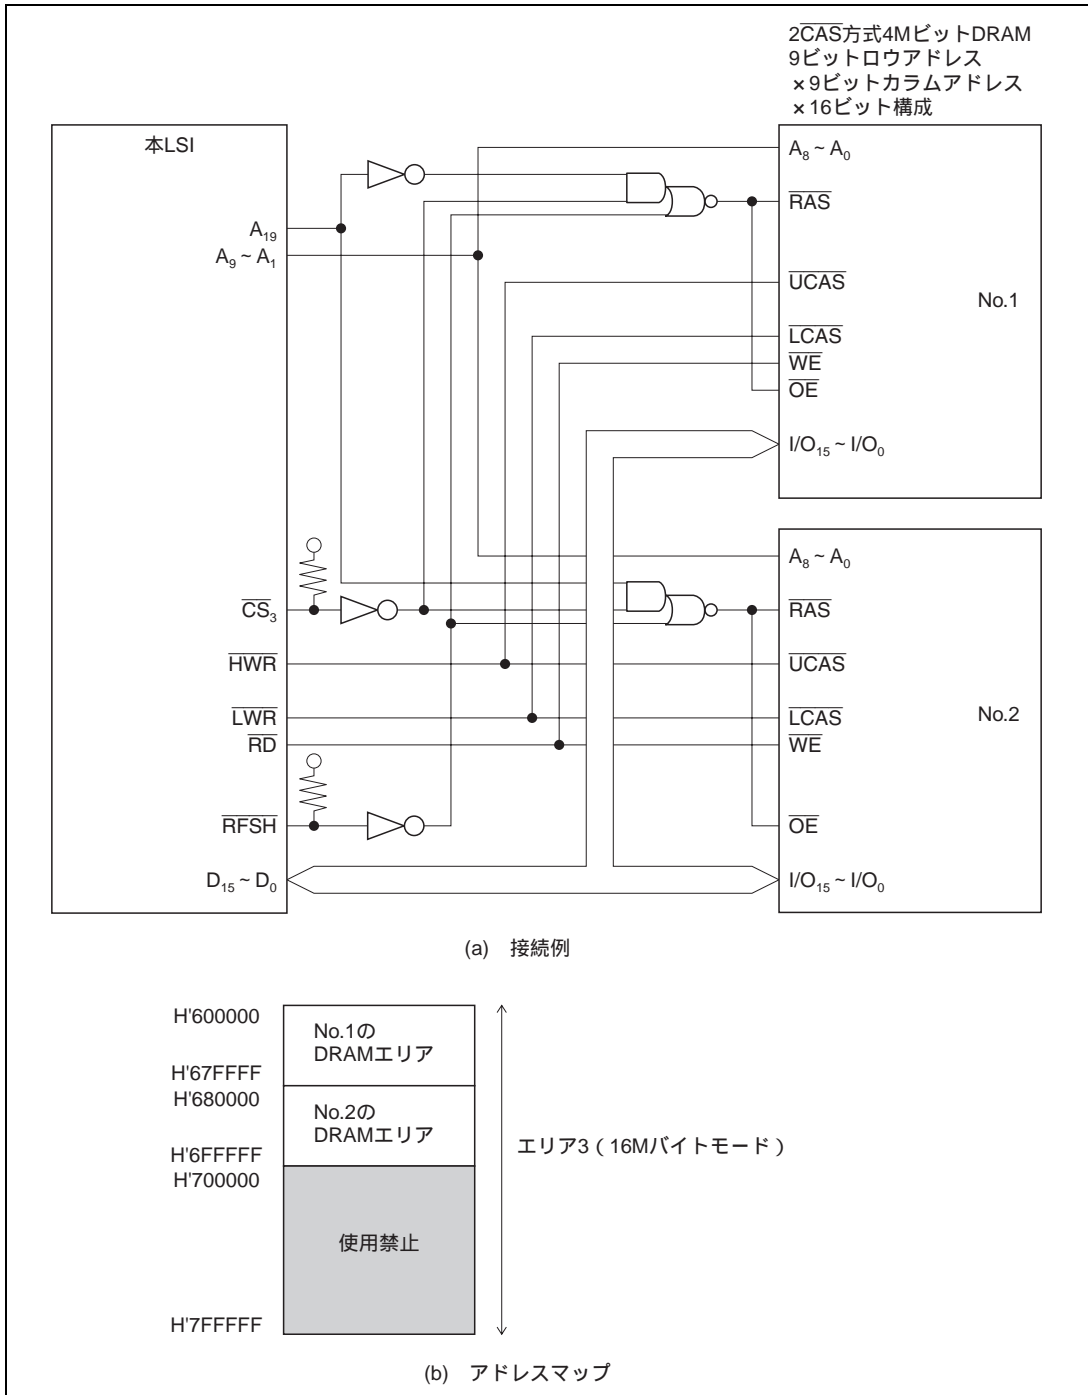 2CAS方式4MビットDRAM
9ビットロウアドレス
×9ビットカラムアドレス
×16ビット構成
本LSI
A19
A9 ~ A1
CS3
HWR
LWR
RD
RFSH
D15 ~ D0
A8 ~ A0
RAS
UCAS
No.1
LCAS
WE
OE
I/O15 ~ I/O0
A8 ~ A0
RAS
UCAS
No.2
LCAS
WE
OE
I/O15 ~ I/O0
(a) 接続例
H'600000
No.1の
DRAMエリア
H'67FFFF
H'680000
No.2の
DRAMエリア
H'6FFFFF
H'700000
使用禁止
H'7FFFFF
エリア3(16Mバイトモード)
(b) アドレスマップ